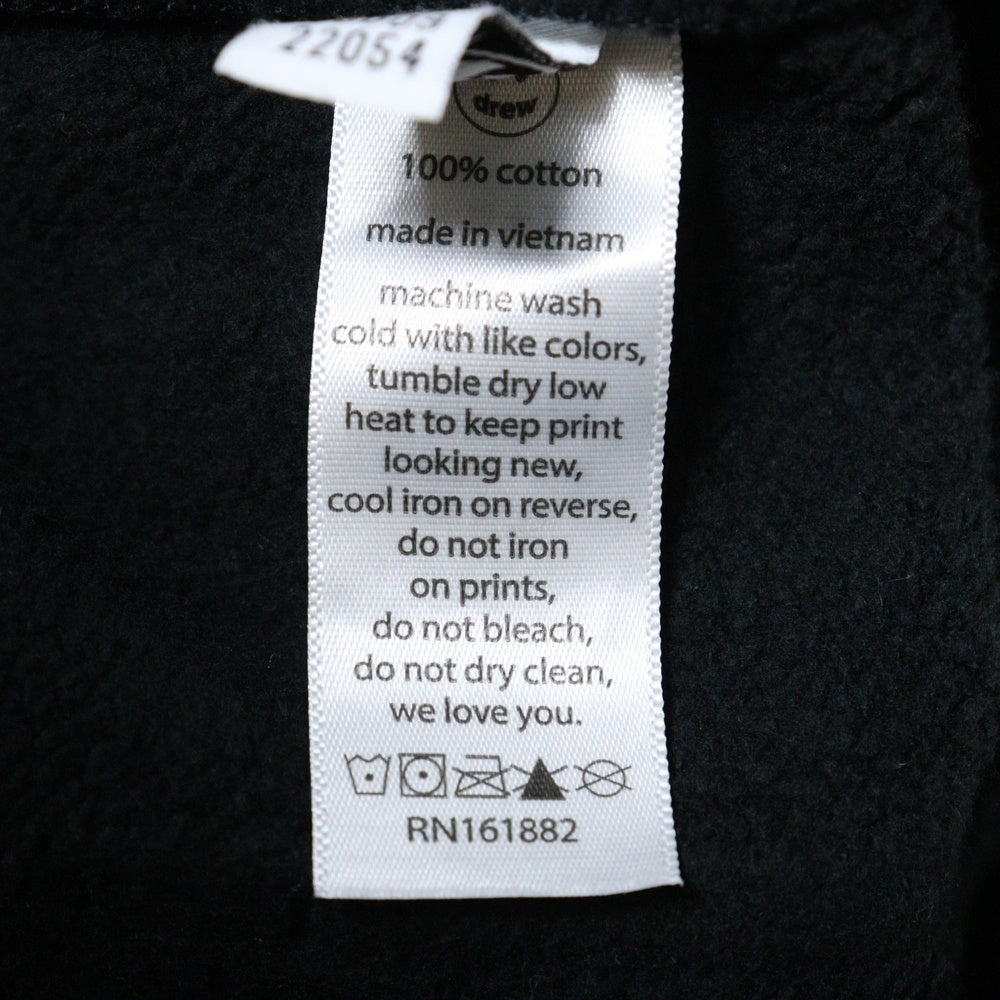 22054
drew
100% cotton
made in vietnam
machine wash
cold with like colors,
tumble dry low
heat to keep print
looking new,
cool iron on reverse,
do not iron
on prints,
do not bleach,
do not dry clean,
we love you.
RN161882